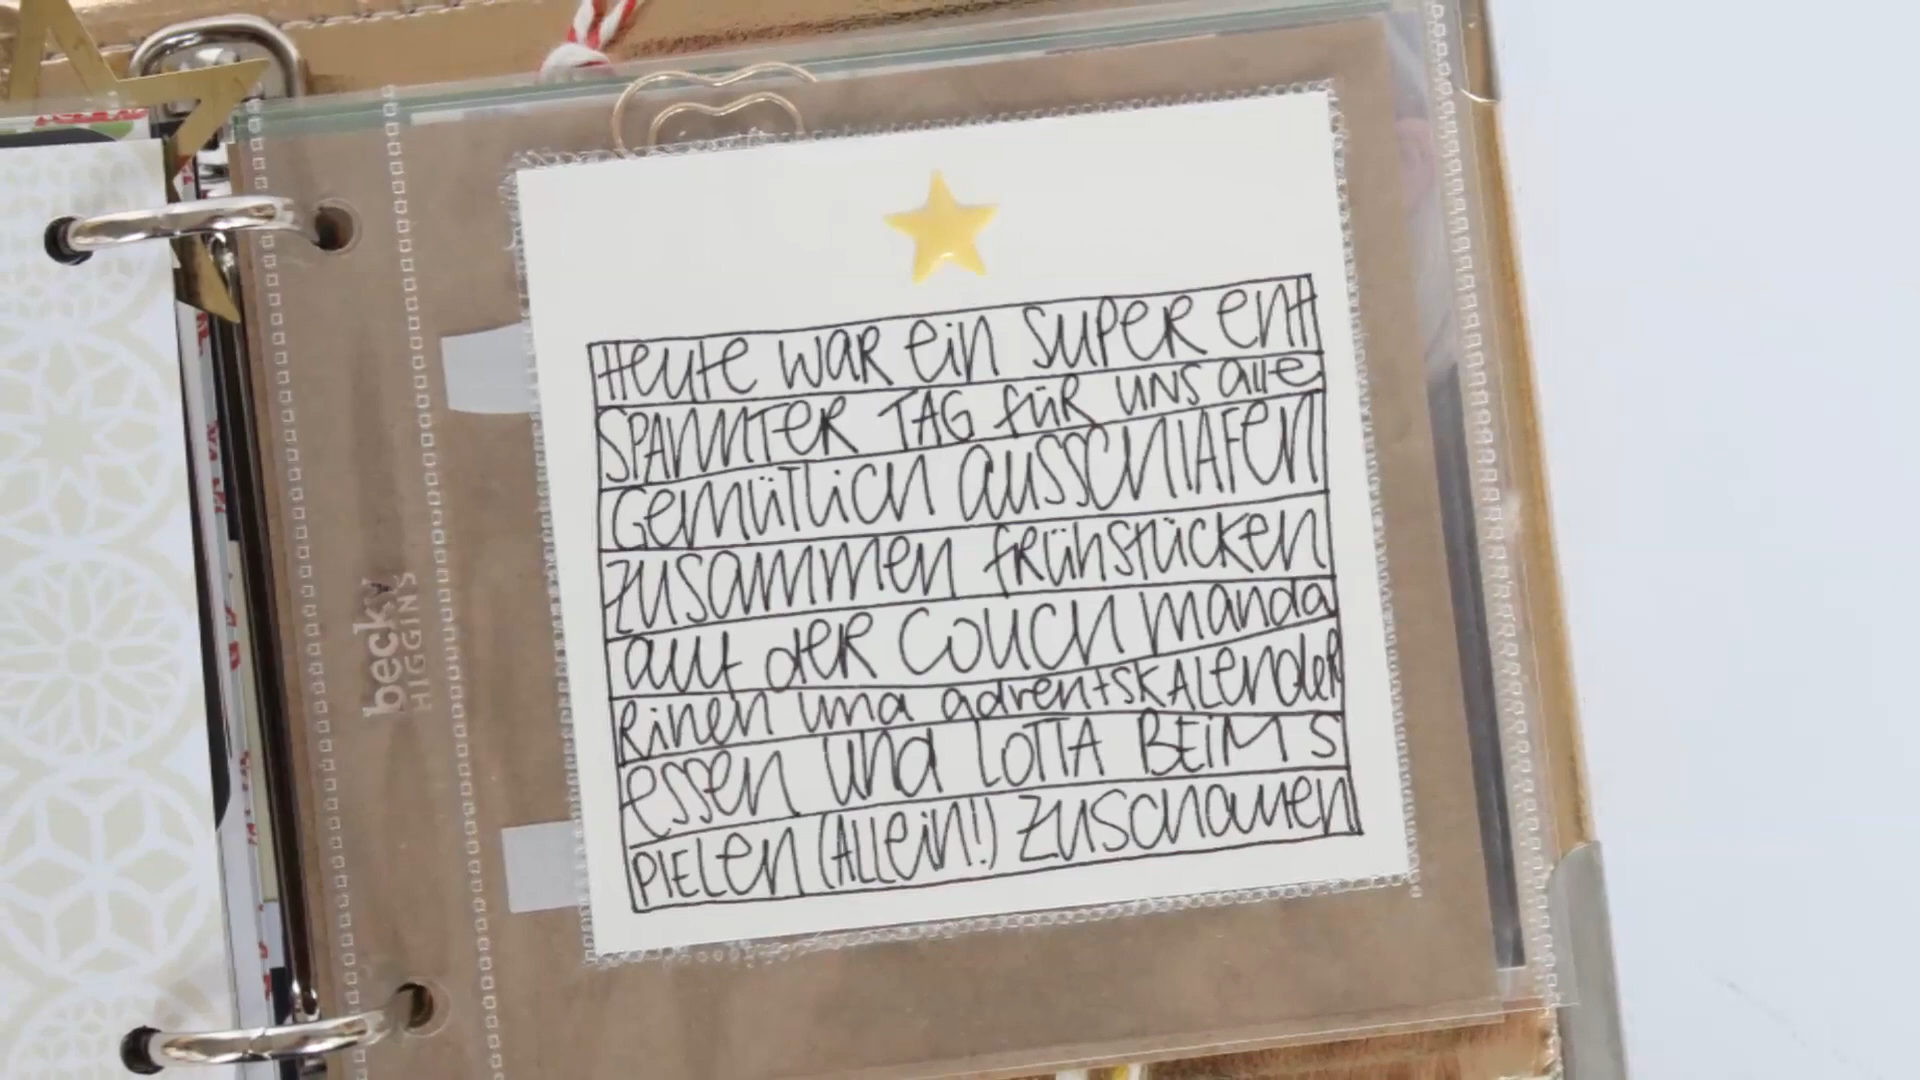 Heute war ein super ent
SPANNTER TAG für UNS alle
Gemütlich ausschlafen
zusammen frühstücken
auf der couch manda
Rinen und adventskalender
essen und LOTTA BEIM S
PIELEN (ALLein!) zuschauen
becky
HIGGINS